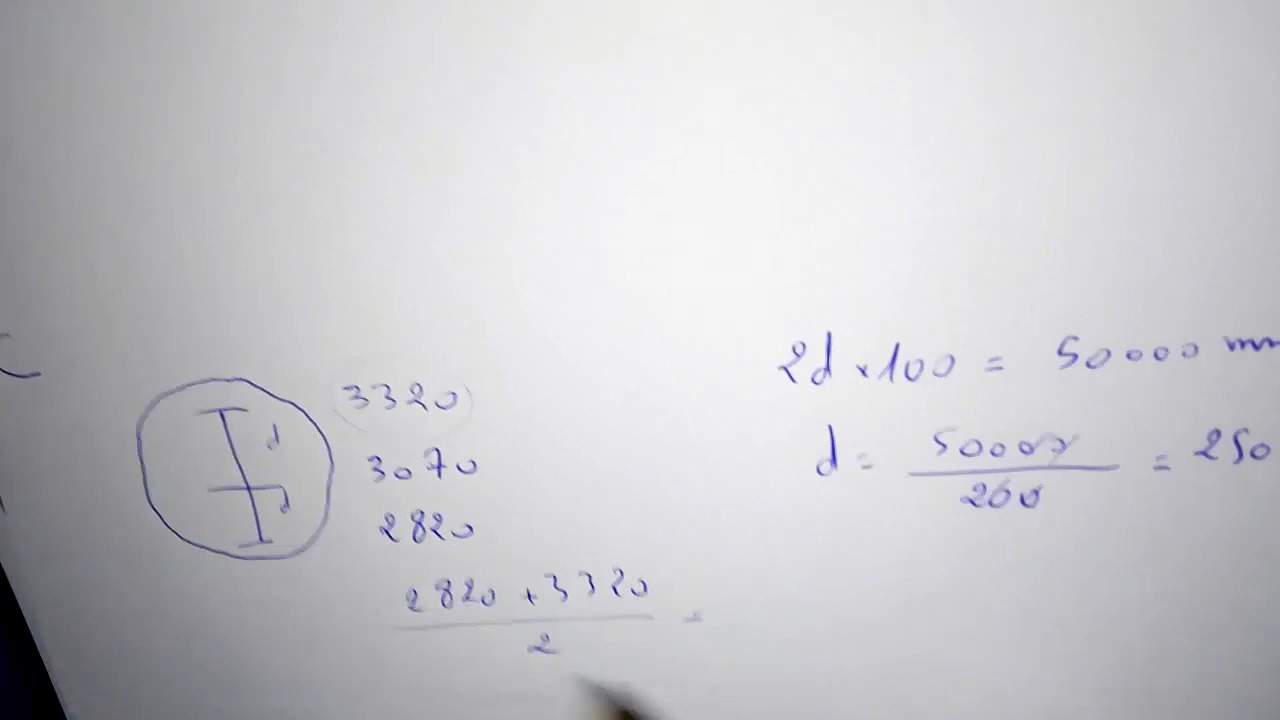 3320
d
3070
d
2820
2820 + 3320
2
=
2d × 100 = 50000
d = 50000
200
= 250